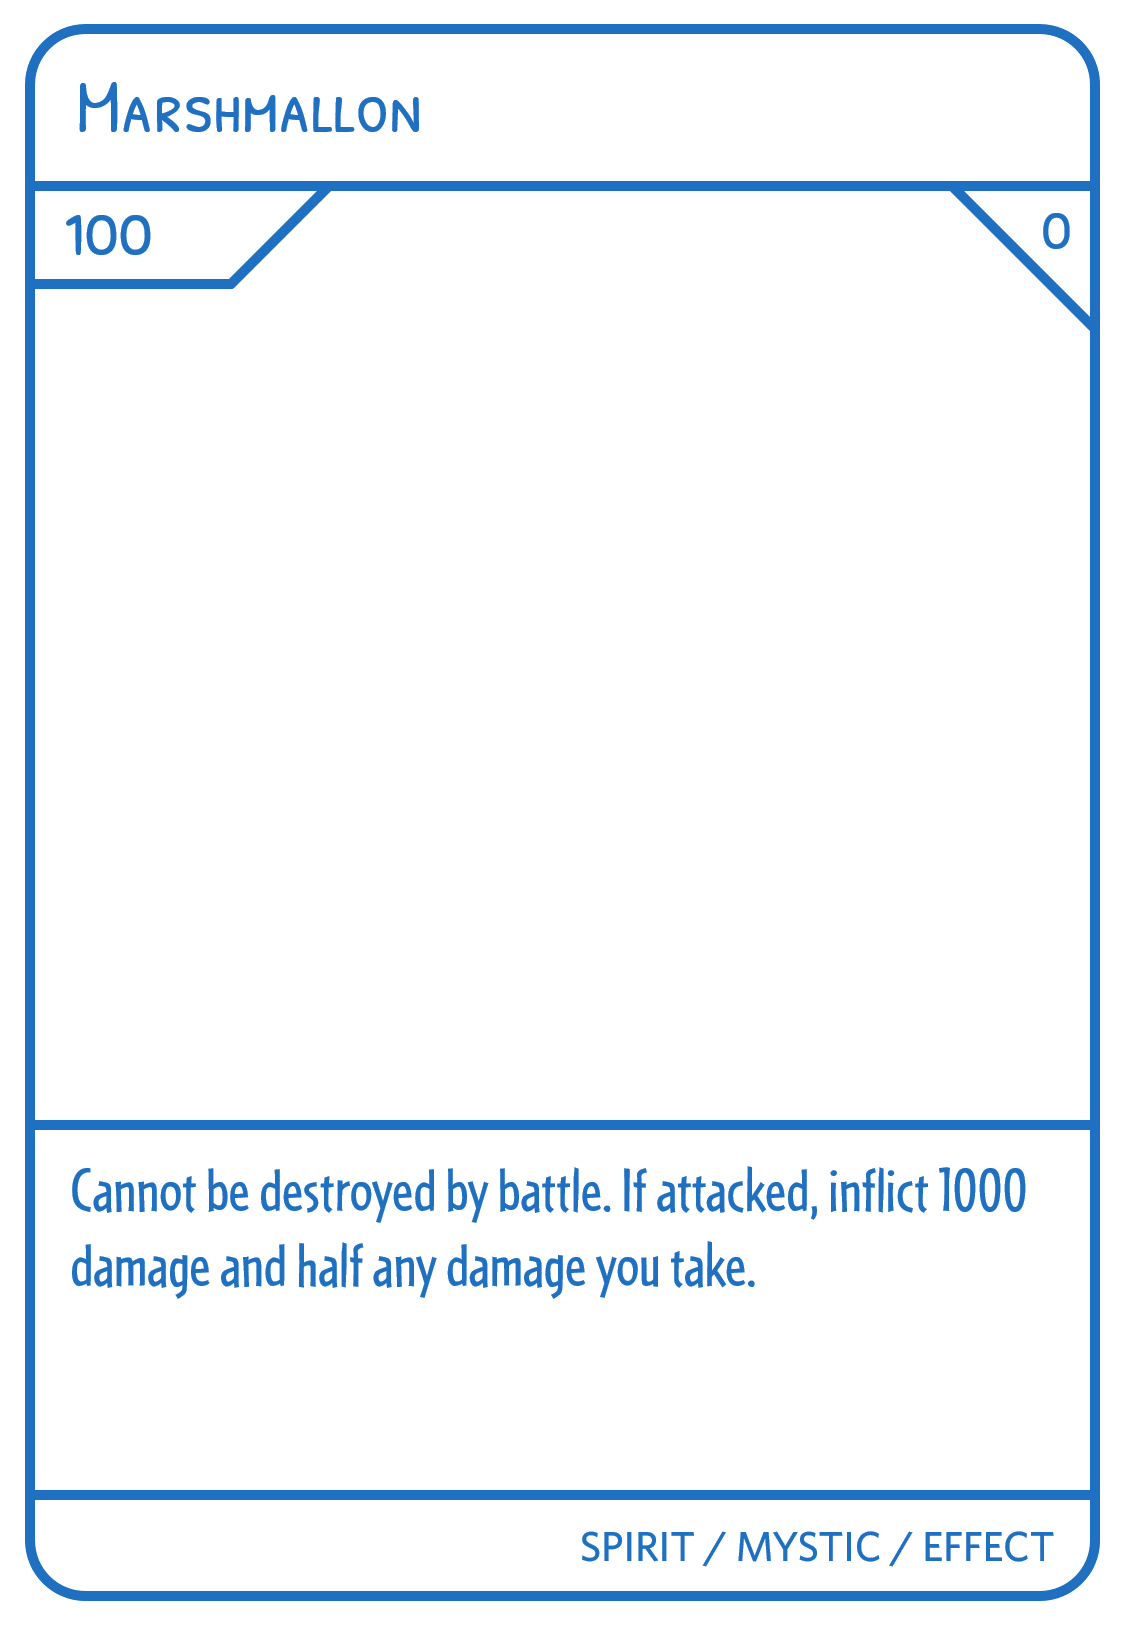 Marshmallon
100
0
Cannot be destroyed by battle. If attacked, inflict 1000
damage and half any damage you take.
SPIRIT / MYSTIC / EFFECT